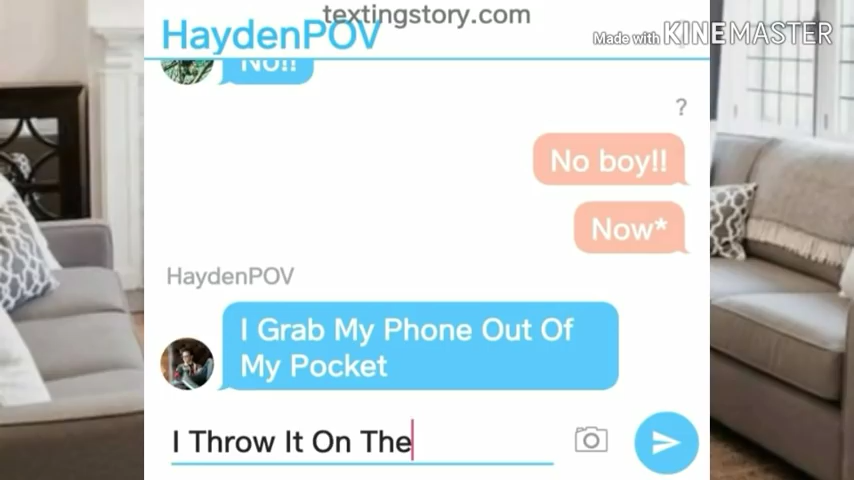 textingstory.com
HaydenPOV
Made with KINEMASTER
No!!
?
No boy!!
Now*
HaydenPOV
I Grab My Phone Out Of
My Pocket
I Throw It On The